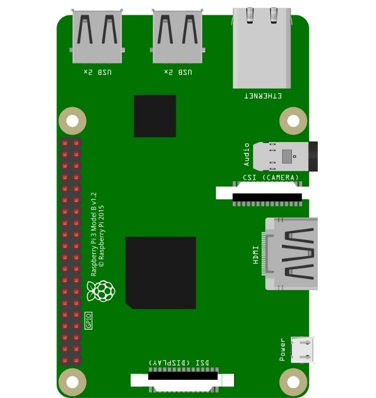 USB 2x
USB 2x
ETHERNET
Audio
CSI (CAMERA)
HDMI
Raspberry Pi 3 Model B v1.2
© Raspberry Pi 2015
GPIO
Power
DSI (DISPLAY)